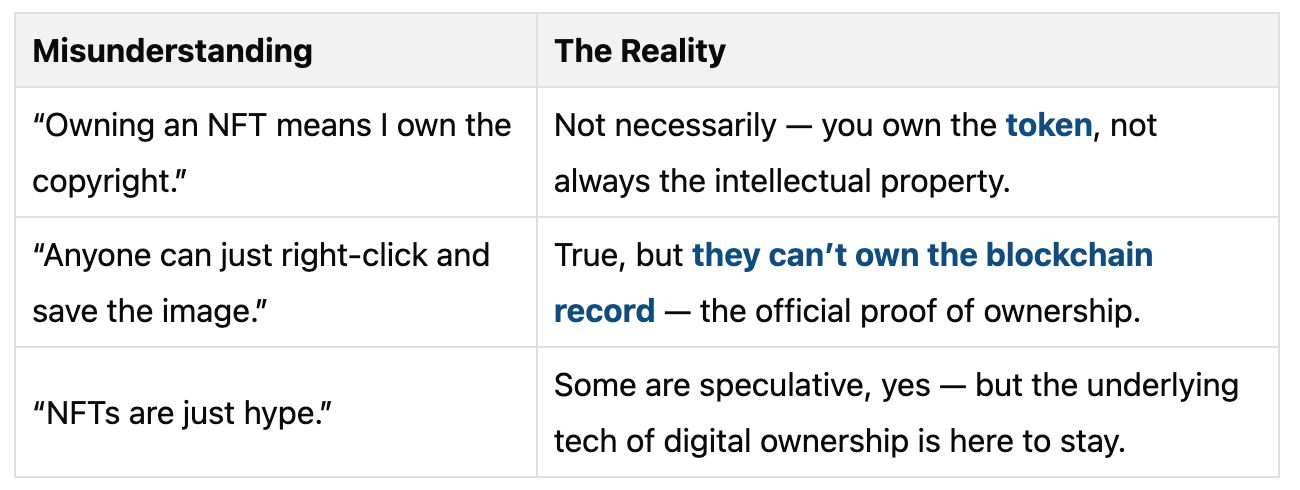 Misunderstanding
The Reality
“Owning an NFT means I own the
copyright.”
Not necessarily — you own the token, not
always the intellectual property.
“Anyone can just right-click and
save the image.”
True, but they can’t own the blockchain
record — the official proof of ownership.
“NFTs are just hype.”
Some are speculative, yes — but the underlying
tech of digital ownership is here to stay.